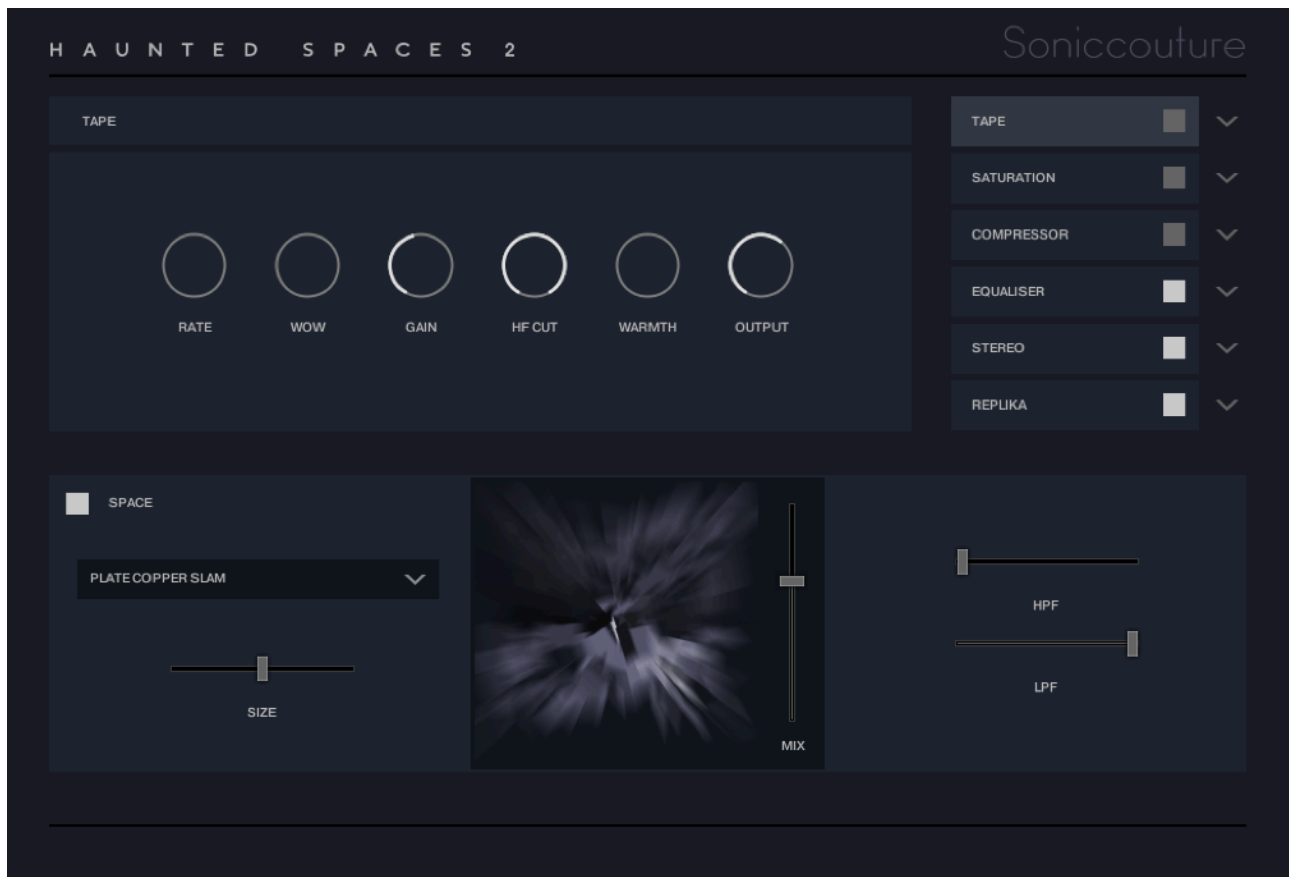 HAUNTED SPACES 2
Soniccouture
TAPE
RATE
WOW
GAIN
HF CUT
WARMTH
OUTPUT
TAPE
SATURATION
COMPRESSOR
EQUALISER
STEREO
REPLIKA
SPACE
PLATE COPPER SLAM
SIZE
MIX
HPF
LPF